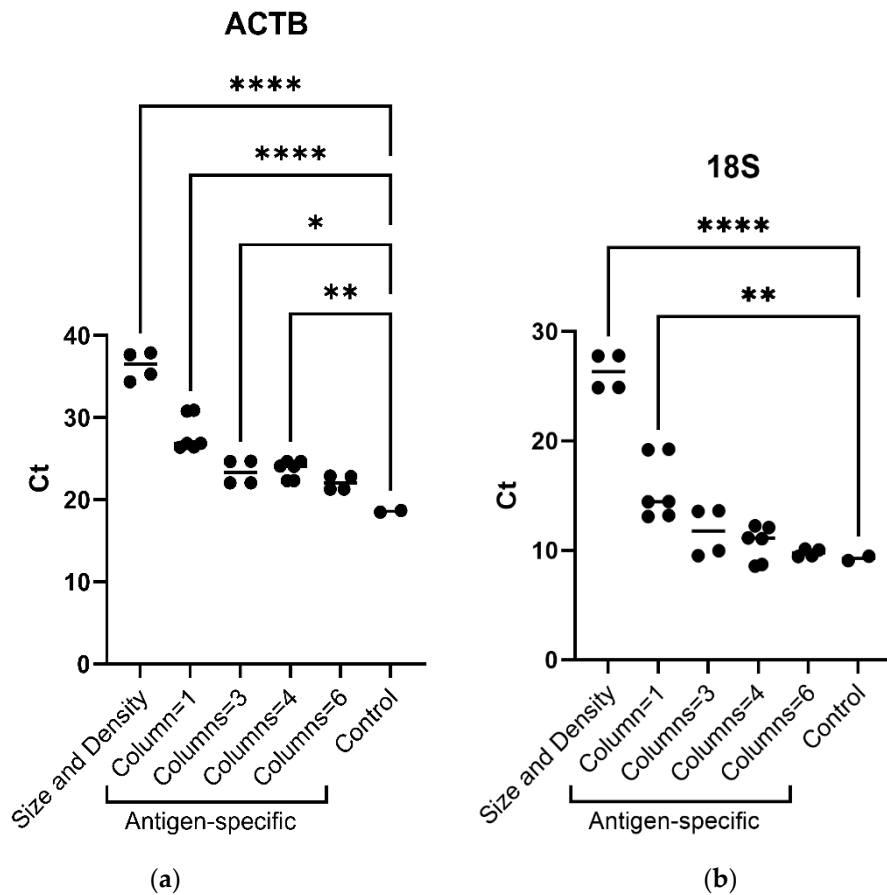 ACTB
****
****
*
**
40
30
20
10
0
Ct
Size and Density
Column=1
Columns=3
Columns=4
Columns=6
Control
Antigen-specific
(a)
18S
****
**
30
20
10
0
Ct
Size and Density
Column=1
Columns=3
Columns=4
Columns=6
Control
Antigen-specific
(b)